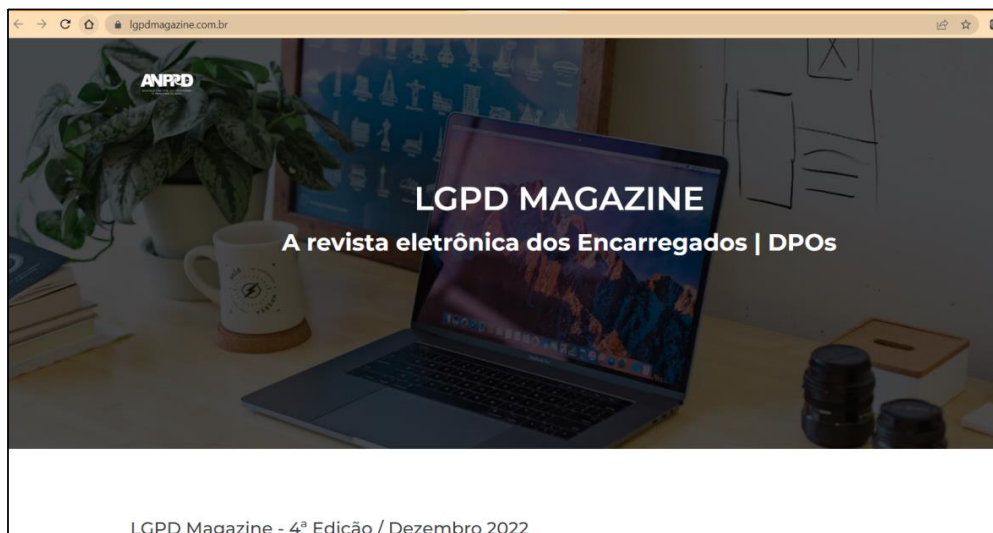 lgpdmagazine.com.br
ANPPD
LGPD MAGAZINE
A revista eletrônica dos Encarregados | DPOs
LGPD Magazine - 4ª Edição / Dezembro 2022